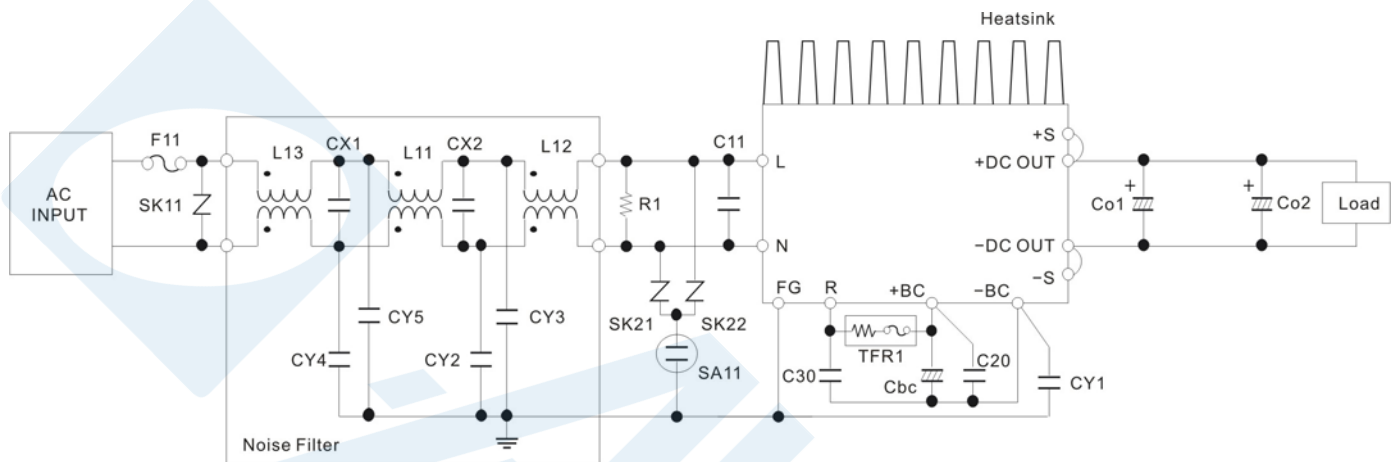 Heatsink
AC
INPUT
F11
SK11
L13
CX1
L11
CX2
L12
R1
C11
L
N
+S
+DC OUT
−DC OUT
−S
+
Co1
+
Co2
Load
FG
R
+BC
−BC
SK21
SK22
SA11
TFR1
C30
Cbc
C20
CY1
CY5
CY4
CY2
CY3
Noise Filter